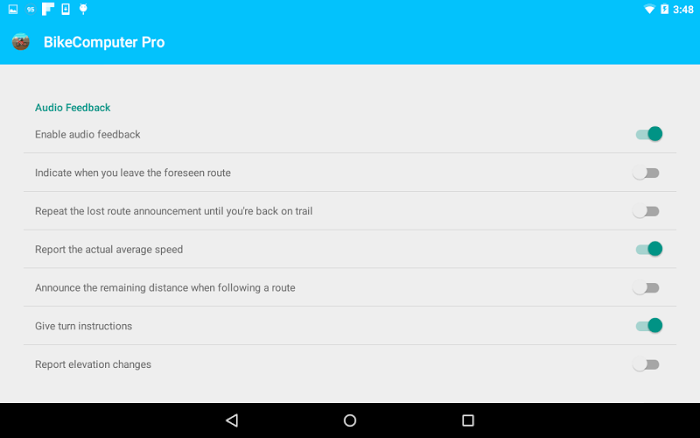 95
3:48
BikeComputer Pro
Audio Feedback
Enable audio feedback
Indicate when you leave the foreseen route
Repeat the lost route announcement until you're back on trail
Report the actual average speed
Announce the remaining distance when following a route
Give turn instructions
Report elevation changes